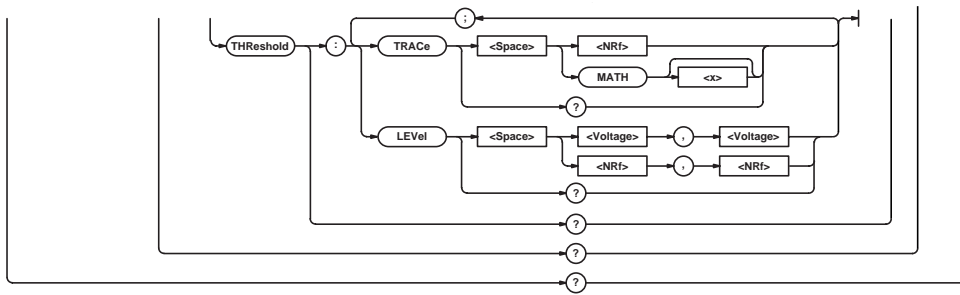 ;
THReshold : TRACe <Space> <NRf>
MATH <x>
?
LEVel <Space> <Voltage> , <Voltage>
<NRf> , <NRf>
?
?
?
?